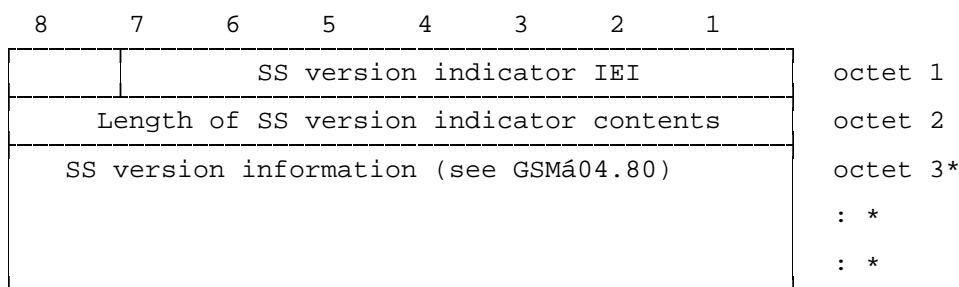 8 7 6 5 4 3 2 1
SS version indicator IEI octet 1
Length of SS version indicator contents octet 2
SS version information (see GSMá04.80) octet 3*
: *
: *